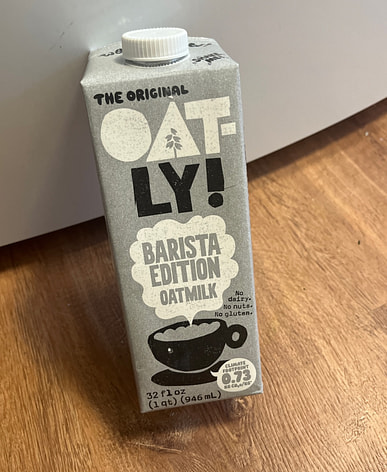 THE ORIGINAL
OAT-
LY!
BARISTA
EDITION
OATMILK
No
dairy.
No nuts.
No gluten.
CLIMATE
FOOTPRINT
0.73
32 fl oz
(1 qt) (946 mL)